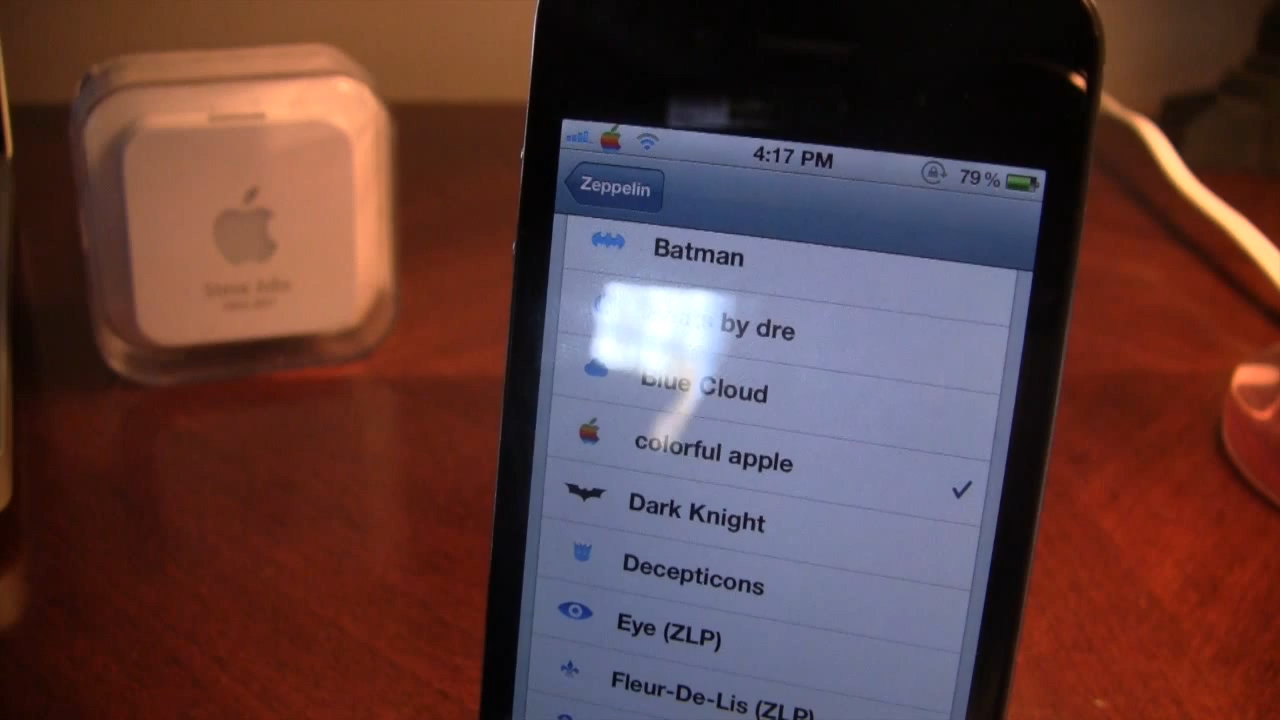 4:17 PM
79%
Zeppelin
Batman
by dre
Blue Cloud
colorful apple
Dark Knight
Decepticons
Eye (ZLP)
Fleur-De-Lis (ZLP)